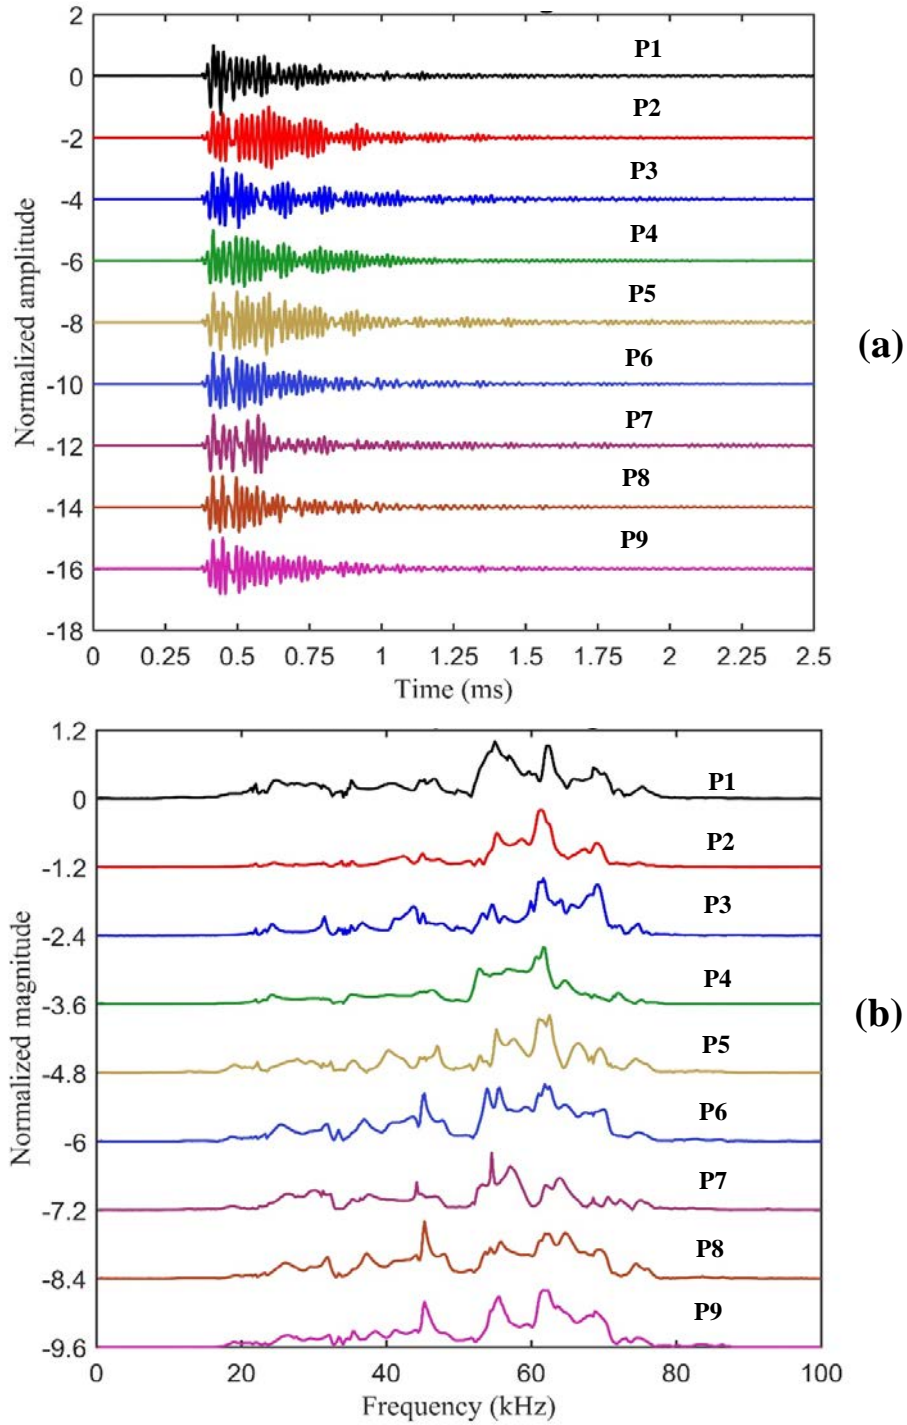 2
0
-2
-4
-6
-8
-10
-12
-14
-16
-18
Normalized amplitude
P1
P2
P3
P4
P5
P6
P7
P8
P9
(a)
0 0.25 0.5 0.75 1 1.25 1.5 1.75 2 2.25 2.5
Time (ms)
1.2
0
-1.2
-2.4
-3.6
-4.8
-6
-7.2
-8.4
-9.6
Normalized magnitude
P1
P2
P3
P4
P5
P6
P7
P8
P9
(b)
0 20 40 60 80 100
Frequency (kHz)